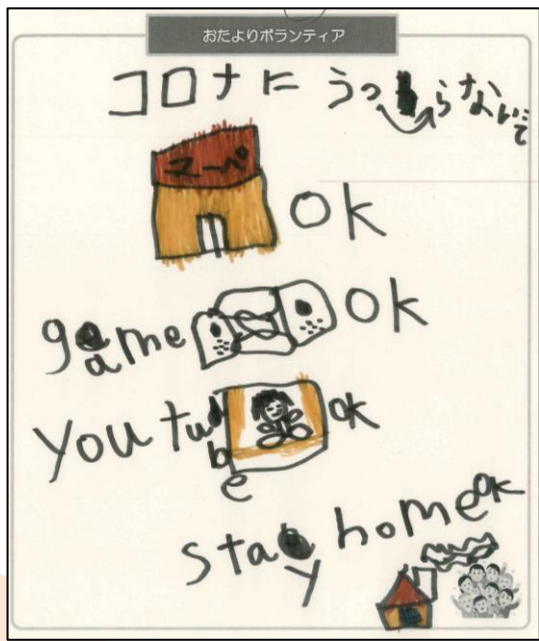 おたよりボランティア
コロナに うつらないで
スーパ
OK
game OK
youtube OK
stay home OK